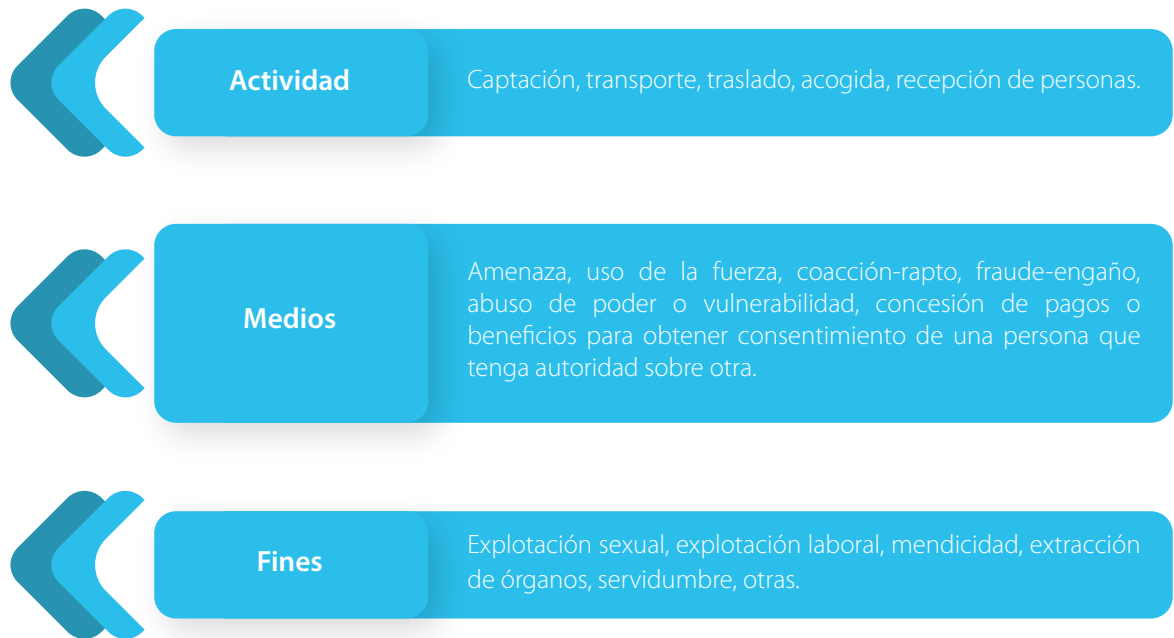 Actividad
Captación, transporte, traslado, acogida, recepción de personas.
Medios
Amenaza, uso de la fuerza, coacción-rapto, fraude-engaño,
abuso de poder o vulnerabilidad, concesión de pagos o
beneficios para obtener consentimiento de una persona que
tenga autoridad sobre otra.
Fines
Explotación sexual, explotación laboral, mendicidad, extracción
de órganos, servidumbre, otras.